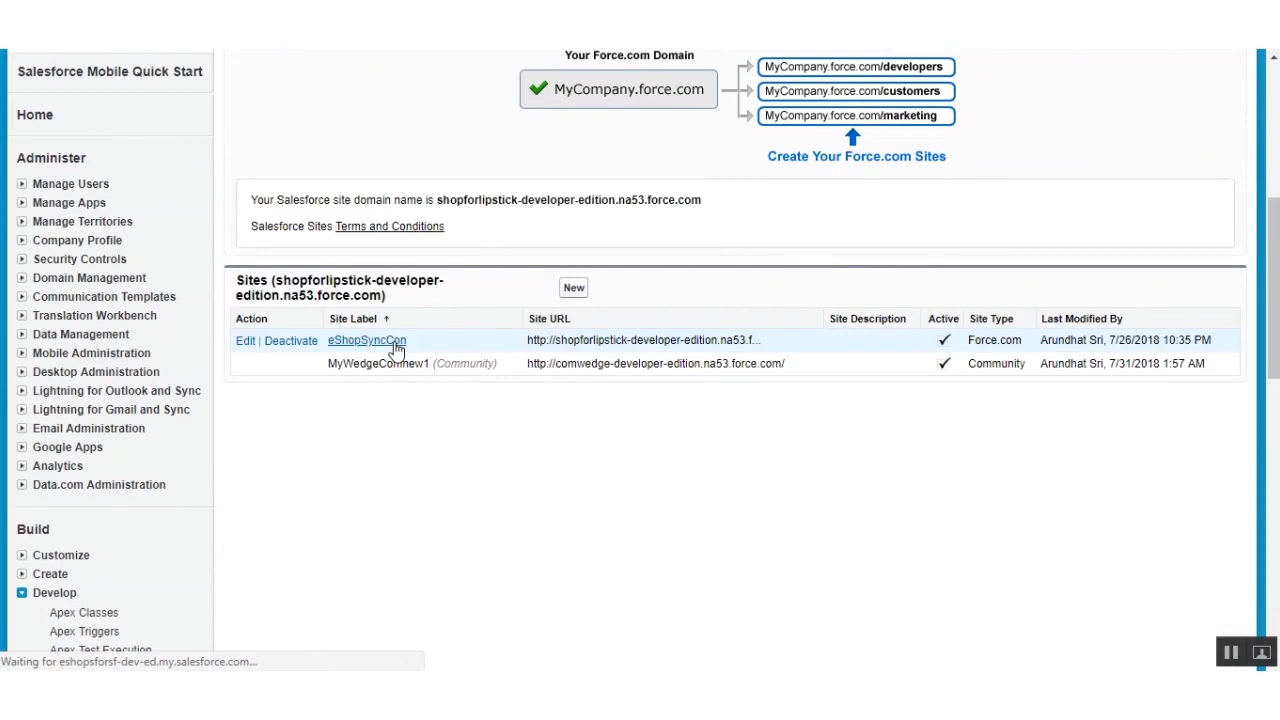 Salesforce Mobile Quick Start
Home
Administer
Manage Users
Manage Apps
Manage Territories
Company Profile
Security Controls
Domain Management
Communication Templates
Translation Workbench
Data Management
Mobile Administration
Desktop Administration
Lightning for Outlook and Sync
Lightning for Gmail and Sync
Email Administration
Google Apps
Analytics
Data.com Administration
Build
Customize
Create
Develop
Apex Classes
Apex Triggers
Apex Test Execution
Your Force.com Domain
MyCompany.force.com
MyCompany.force.com/developers
MyCompany.force.com/customers
MyCompany.force.com/marketing
Create Your Force.com Sites
Your Salesforce site domain name is shopforlipstick-developer-edition.na53.force.com
Salesforce Sites Terms and Conditions
Sites (shopforlipstick-developer-
edition.na53.force.com)
New
Action Site Label Site URL Site Description Active Site Type Last Modified By
Edit | Deactivate eShopSyncCon http://shopforlipstick-developer-edition.na53.f... Force.com Arundhat Sri, 7/26/2018 10:35 PM
MyWedgeComnew1 (Community) http://comwedge-developer-edition.na53.force.com/ Community Arundhat Sri, 7/31/2018 1:57 AM
Waiting for eshopsforsf-dev-ed.my.salesforce.com...